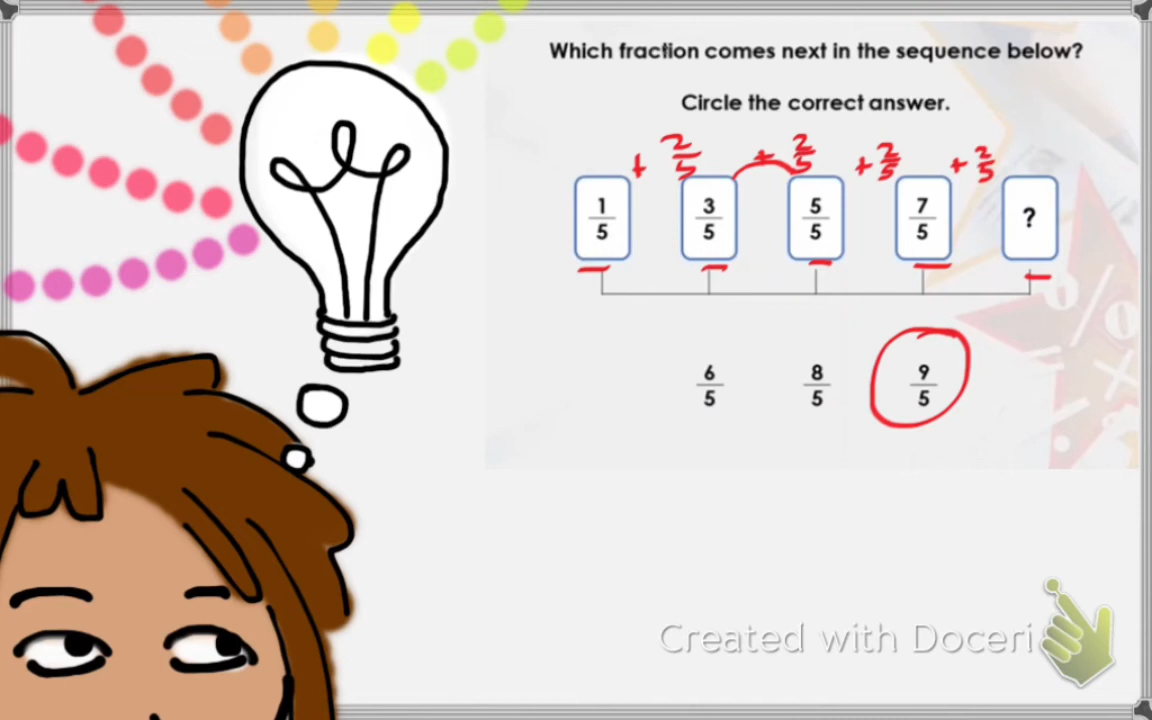 Which fraction comes next in the sequence below?
Circle the correct answer.
+ 2/5 + 2/5 + 2/5 + 2/5
1/5 3/5 5/5 7/5 ?
6/5 8/5 9/5
Created with Doceri